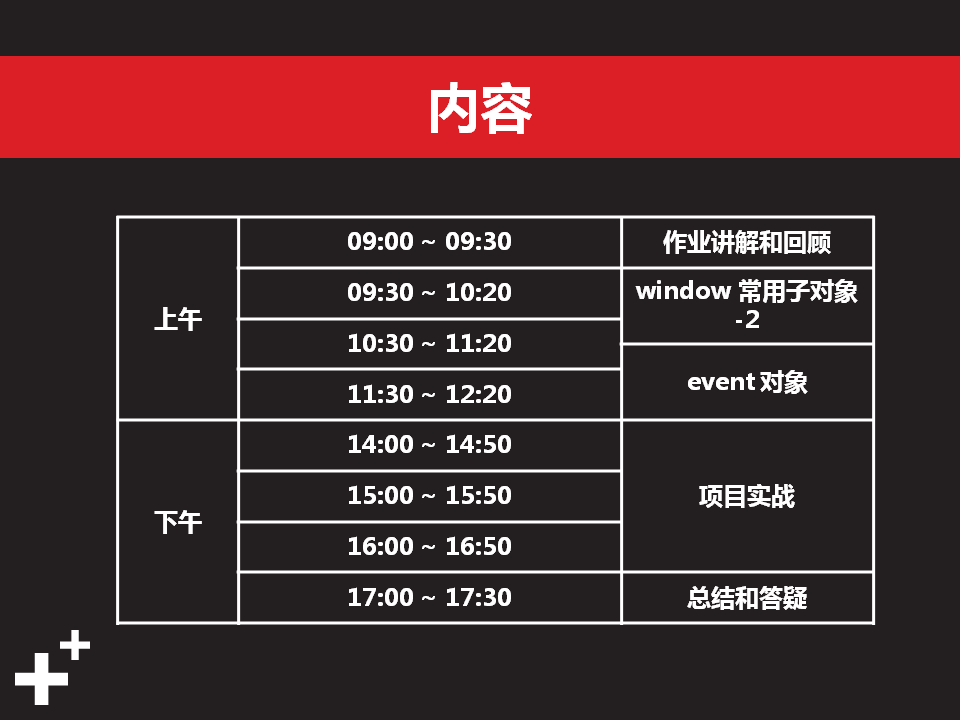 内容
上午
09:00 ~ 09:30
作业讲解和回顾
09:30 ~ 10:20
window 常用子对象
-2
10:30 ~ 11:20
event 对象
11:30 ~ 12:20
下午
14:00 ~ 14:50
项目实战
15:00 ~ 15:50
16:00 ~ 16:50
17:00 ~ 17:30
总结和答疑